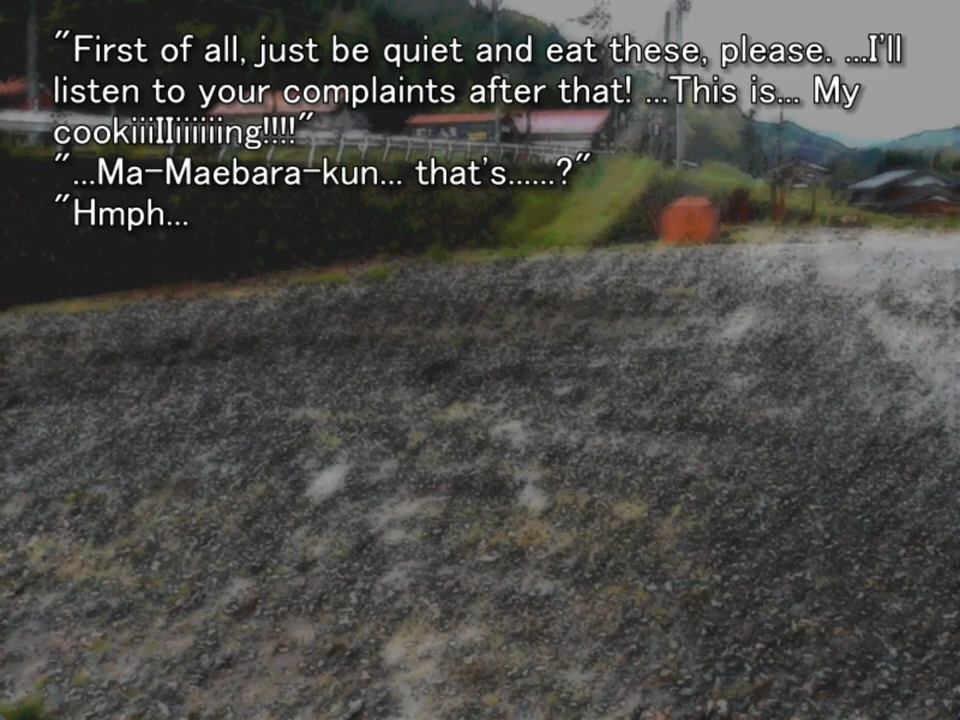 "First of all, just be quiet and eat these, please. ...I'll
listen to your complaints after that! ...This is... My
cookiiiIIiiiiiing!!!!"
"...Ma-Maebara-kun... that's......?"
"Hmph...